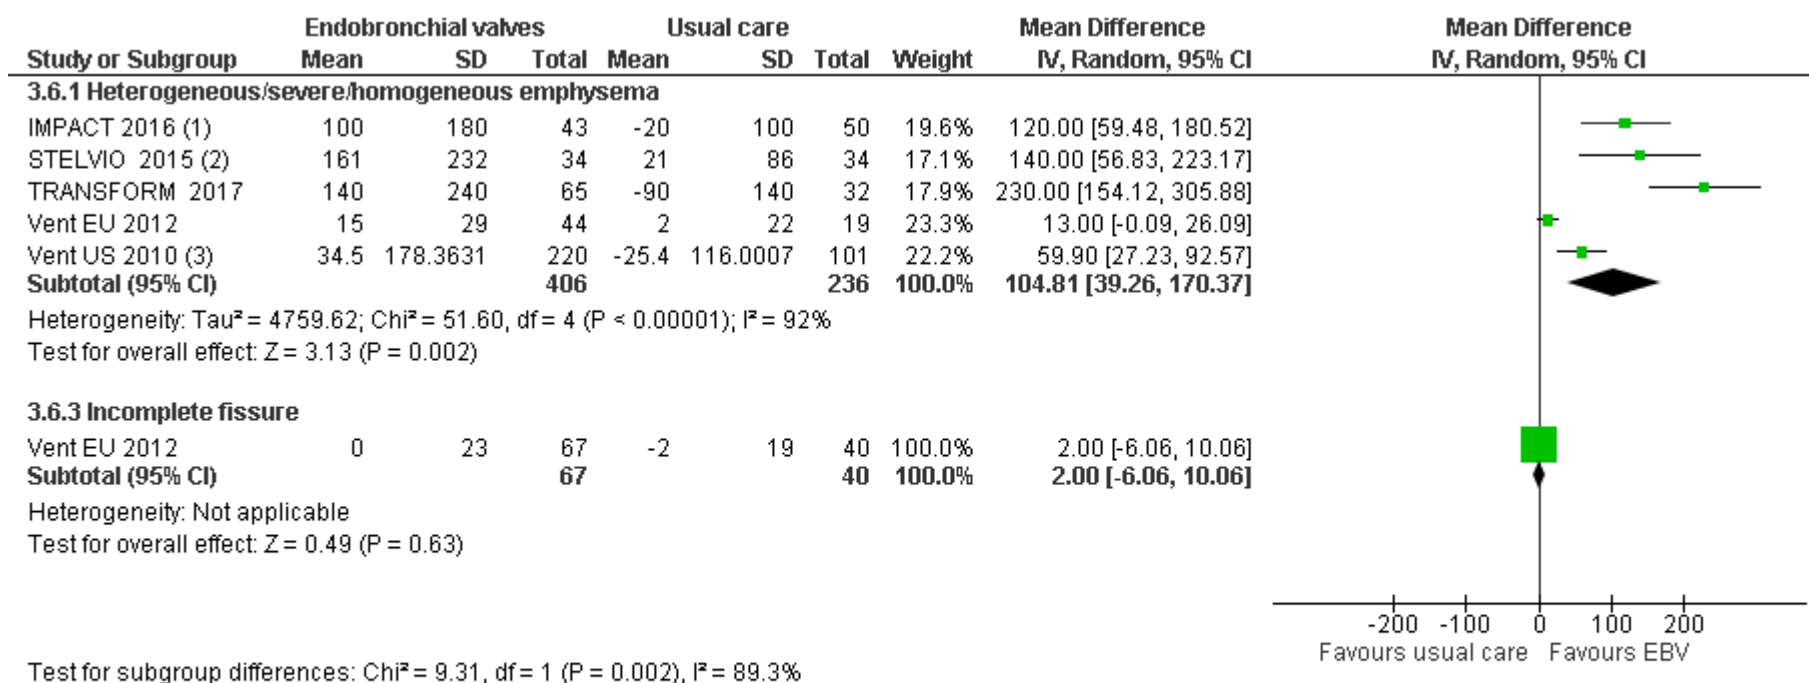 Endobronchial valves Usual care Mean Difference Mean Difference
Study or Subgroup Mean SD Total Mean SD Total Weight IV, Random, 95% CI IV, Random, 95% CI
3.6.1 Heterogeneous/severe/homogeneous emphysema
IMPACT 2016 (1) 100 180 43 -20 100 50 19.6% 120.00 [59.48, 180.52]
STELVIO 2015 (2) 161 232 34 21 86 34 17.1% 140.00 [56.83, 223.17]
TRANSFORM 2017 140 240 65 -90 140 32 17.9% 230.00 [154.12, 305.88]
Vent EU 2012 15 29 44 2 22 19 23.3% 13.00 [-0.09, 26.09]
Vent US 2010 (3) 34.5 178.3631 220 -25.4 116.0007 101 22.2% 59.90 [27.23, 92.57]
Subtotal (95% CI) 406 236 100.0% 104.81 [39.26, 170.37]
Heterogeneity: Tau² = 4759.62; Chi² = 51.60, df = 4 (P < 0.00001); I² = 92%
Test for overall effect: Z = 3.13 (P = 0.002)
3.6.3 Incomplete fissure
Vent EU 2012 0 23 67 -2 19 40 100.0% 2.00 [-6.06, 10.06]
Subtotal (95% CI) 67 40 100.0% 2.00 [-6.06, 10.06]
Heterogeneity: Not applicable
Test for overall effect: Z = 0.49 (P = 0.63)
-200 -100 0 100 200
Favours usual care Favours EBV
Test for subgroup differences: Chi² = 9.31, df = 1 (P = 0.002), I² = 89.3%